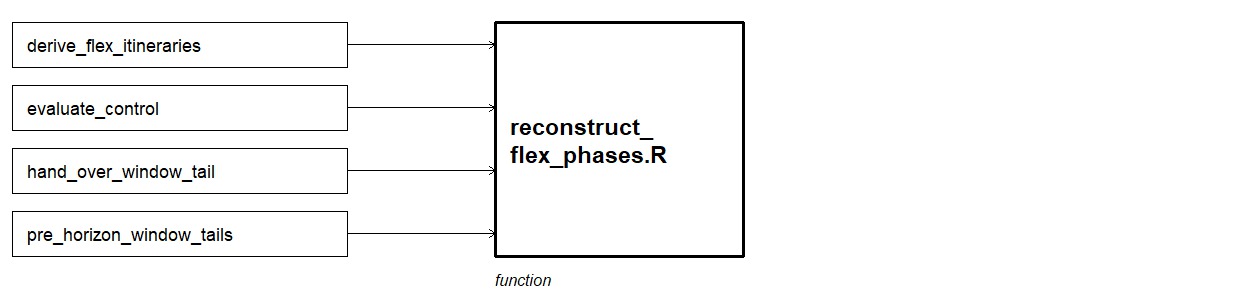 derive_flex_itineraries
evaluate_control
hand_over_window_tail
pre_horizon_window_tails
reconstruct_
flex_phases.R
function